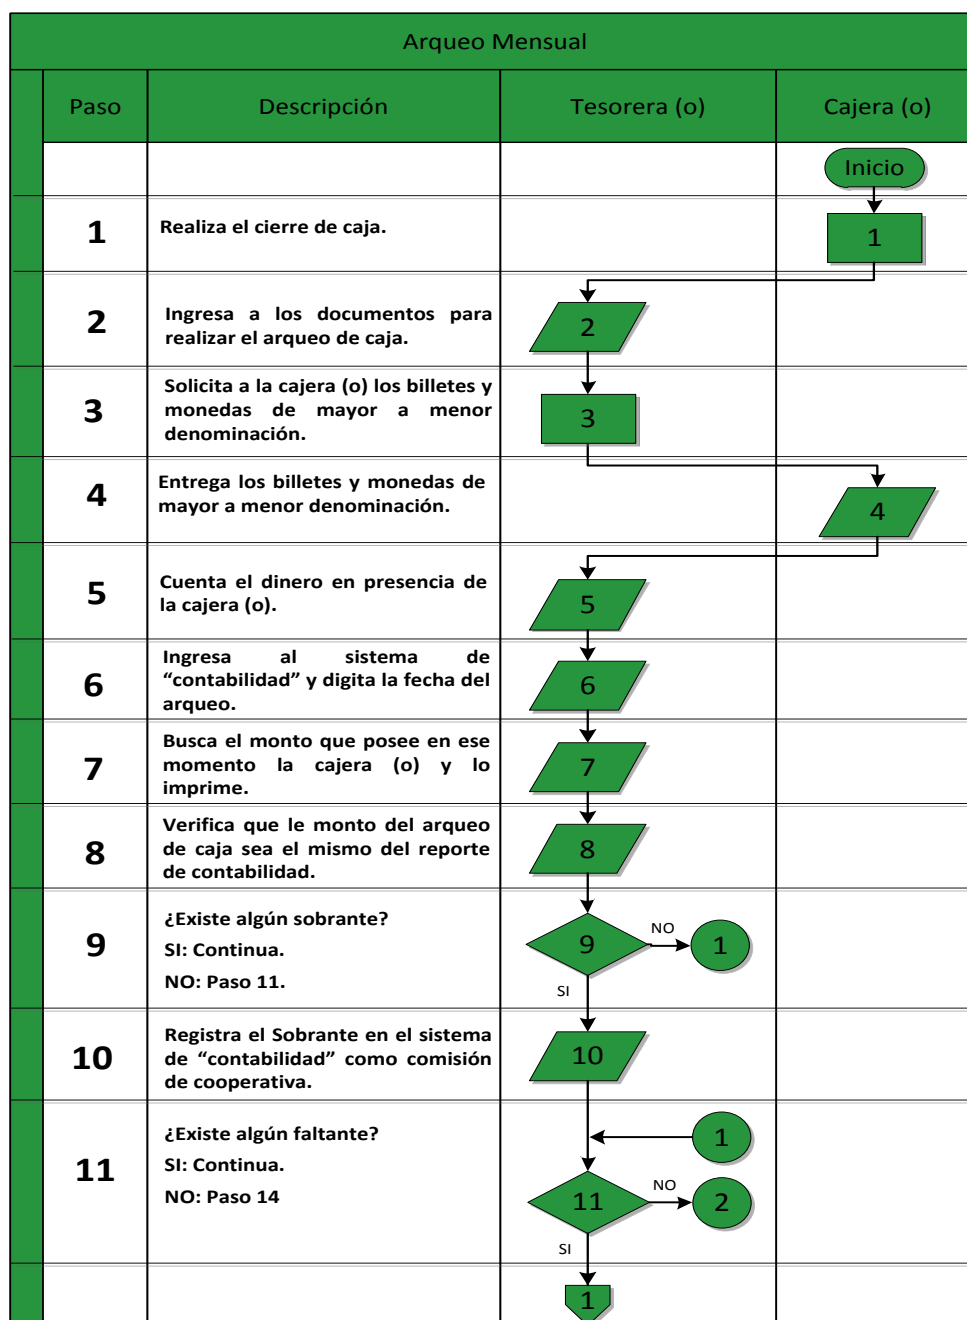 Arqueo Mensual
Paso Descripción Tesorera (o) Cajera (o)
Inicio
1 Realiza el cierre de caja. 1
2 Ingresa a los documentos para
realizar el arqueo de caja.
2
3 Solicita a la cajera (o) los billetes y
monedas de mayor a menor
denominación.
3
4 Entrega los billetes y monedas de
mayor a menor denominación.
4
5 Cuenta el dinero en presencia de
la cajera (o).
5
6 Ingresa al sistema de
“contabilidad” y digita la fecha del
arqueo.
6
7 Busca el monto que posee en ese
momento la cajera (o) y lo
imprime.
7
8 Verifica que le monto del arqueo
de caja sea el mismo del reporte
de contabilidad.
8
9 ¿Existe algún sobrante?
SI: Continua.
NO: Paso 11.
9 NO 1
SI
10 Registra el Sobrante en el sistema
de “contabilidad” como comisión
de cooperativa.
10
11 ¿Existe algún faltante?
SI: Continua.
NO: Paso 14
1
11 NO 2
SI
1